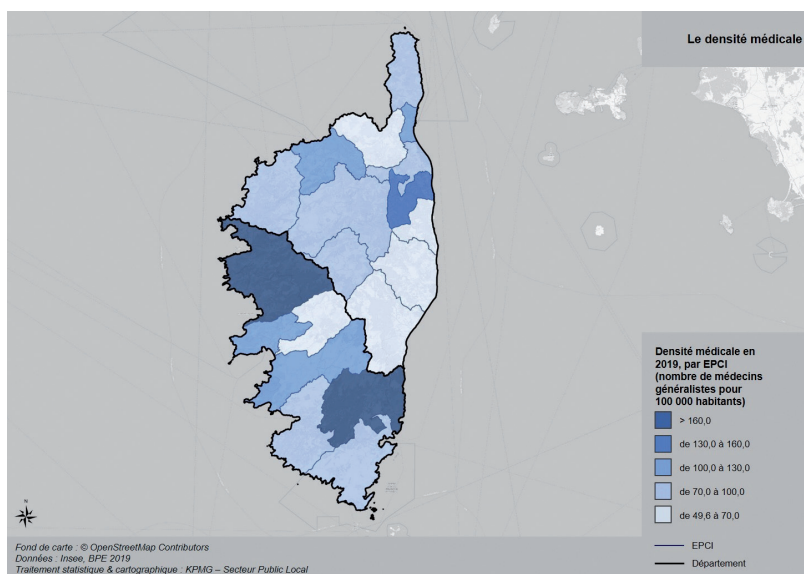 Le densité médicale
Densité médicale en
2019, par EPCI
(nombre de médecins
généralistes pour
100 000 habitants)
> 160,0
de 130,0 à 160,0
de 100,0 à 130,0
de 70,0 à 100,0
de 49,6 à 70,0
EPCI
Département
N
Fond de carte : © OpenStreetMap Contributors
Données : Insee, BPE 2019
Traitement statistique & cartographique : KPMG – Secteur Public Local